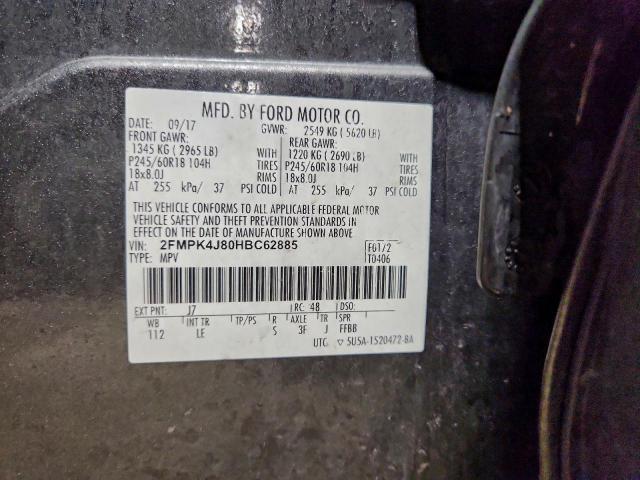 MFD. BY FORD MOTOR CO.
DATE: 09/17 GVWR: 2549 KG ( 5620 LB)
FRONT GAWR: REAR GAWR:
1345 KG ( 2965 LB) WITH 1220 KG ( 2690 LB) WITH
P245/60R18 104H TIRES P245/60R18 104H TIRES
18x8.0J RIMS 18x8.0J RIMS
AT 255 kPa/ 37 PSI COLD AT 255 kPa/ 37 PSI COLD
THIS VEHICLE CONFORMS TO ALL APPLICABLE FEDERAL MOTOR
VEHICLE SAFETY AND THEFT PREVENTION STANDARDS IN
EFFECT ON THE DATE OF MANUFACTURE SHOWN ABOVE.
VIN: 2FMPK4J80HBC62885 F0172
TYPE: MPV T0406
EXT PNT: J7 RC: 48 DSO:
WB INT TR TP/PS R AXLE TR SPR
112 LE S 3F J FFBB
UTC ▽ 5U5A-1520472-BA